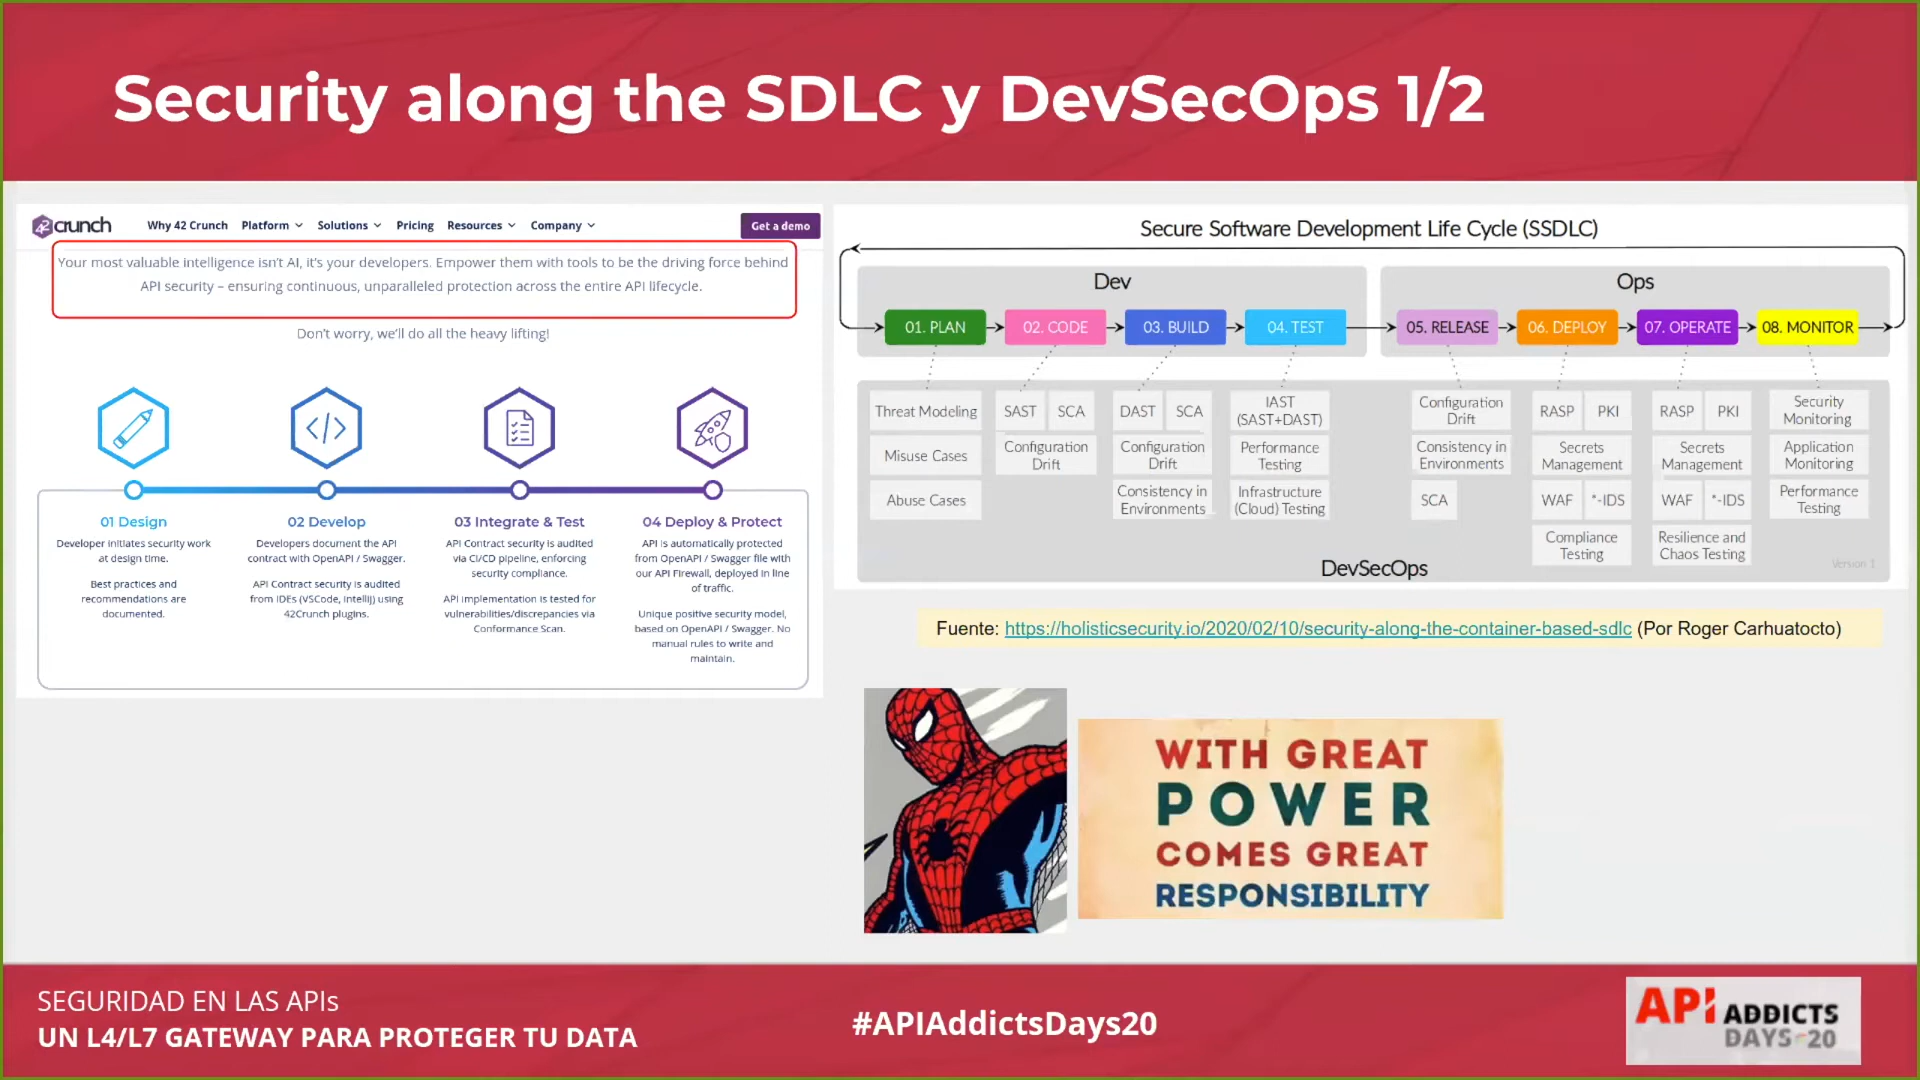 Security along the SDLC y DevSecOps 1/2
42 crunch
Why 42 Crunch
Platform
Solutions
Pricing
Resources
Company
Get a demo
Your most valuable intelligence isn't AI, it's your developers. Empower them with tools to be the driving force behind
API security – ensuring continuous, unparalleled protection across the entire API lifecycle.
Don't worry, we'll do all the heavy lifting!
01 Design
Developer initiates security work
at design time.
Best practices and
recommendations are
documented.
02 Develop
Developers document the API
contract with OpenAPI / Swagger.
API Contract security is audited
from IDEs (VSCode, Intellij) using
42Crunch plugins.
03 Integrate & Test
API Contract security is audited
via CI/CD pipeline, enforcing
security compliance.
API implementation is tested for
vulnerabilities/discrepancies via
Conformance Scan.
04 Deploy & Protect
API is automatically protected
from OpenAPI / Swagger file with
our API Firewall, deployed in line
of traffic.
Unique positive security model,
based on OpenAPI / Swagger. No
manual rules to write and
maintain.
Secure Software Development Life Cycle (SSDLC)
Dev
01. PLAN
02. CODE
03. BUILD
04. TEST
Ops
05. RELEASE
06. DEPLOY
07. OPERATE
08. MONITOR
Threat Modeling
Misuse Cases
Abuse Cases
SAST
SCA
Configuration
Drift
DAST
SCA
Configuration
Drift
Consistency in
Environments
IAST
(SAST+DAST)
Performance
Testing
Infrastructure
(Cloud) Testing
Configuration
Drift
Consistency in
Environments
SCA
RASP
PKI
Secrets
Management
WAF
*-IDS
Compliance
Testing
RASP
PKI
Secrets
Management
WAF
*-IDS
Resilience and
Chaos Testing
Security
Monitoring
Application
Monitoring
Performance
Testing
Version 1
DevSecOps
Fuente: https://holisticsecurity.io/2020/02/10/security-along-the-container-based-sdlc (Por Roger Carhuatocto)
WITH GREAT
POWER
COMES GREAT
RESPONSIBILITY
SEGURIDAD EN LAS APIs
UN L4/L7 GATEWAY PARA PROTEGER TU DATA
#APIAddictsDays20
API ADDICTS
DAYS 20